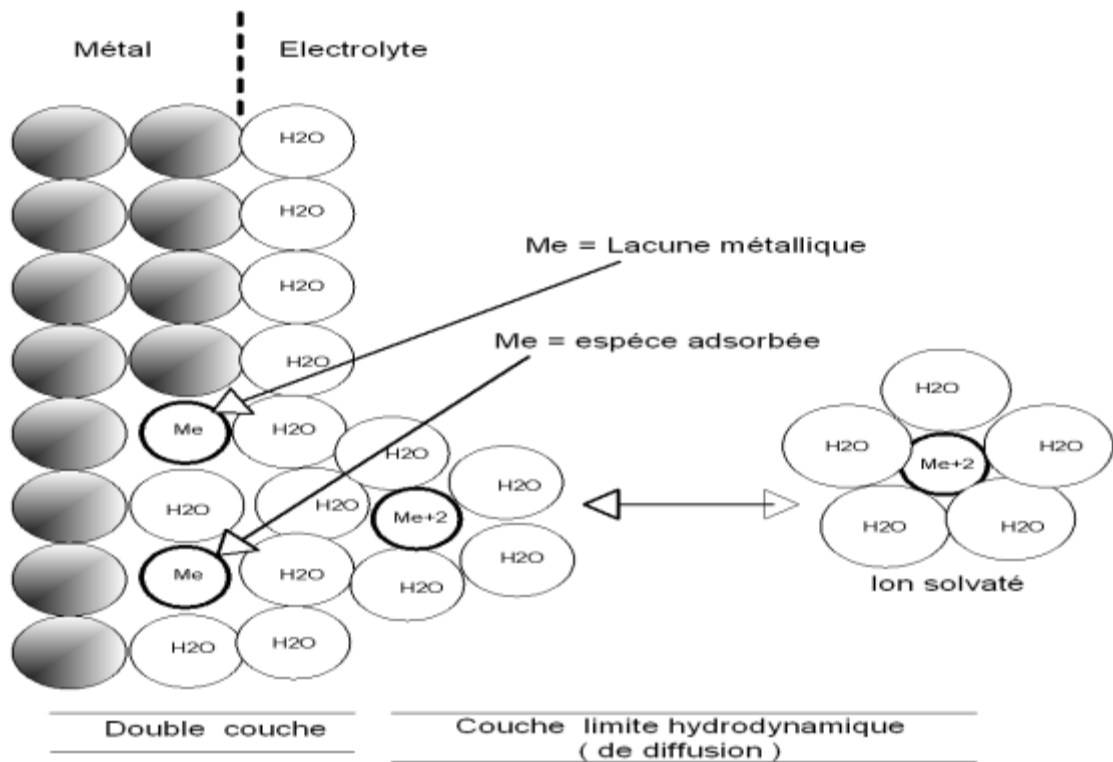 Métal
Electrolyte
H2O
H2O
H2O
H2O
Me = Lacune métallique
Me = espéce adsorbée
Me
H2O
H2O
H2O
H2O
H2O
Me+2
H2O
Me
H2O
H2O
H2O
H2O
H2O
H2O
H2O
H2O
Me+2
H2O
H2O
Ion solvaté
Double couche
Couche limite hydrodynamique
( de diffusion )